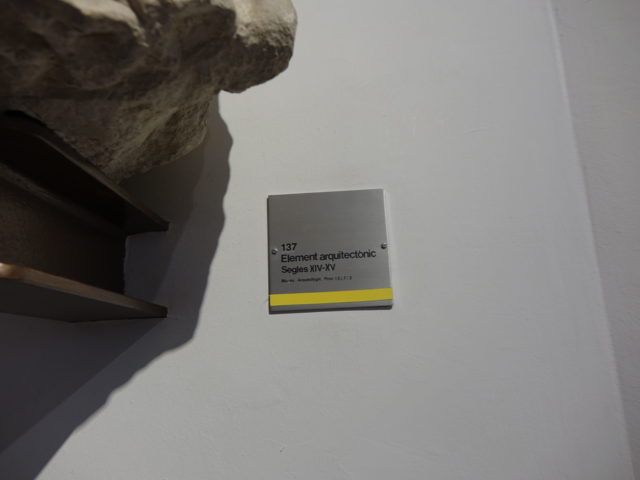 137
Element arquitectònic
Segles XIV-XV